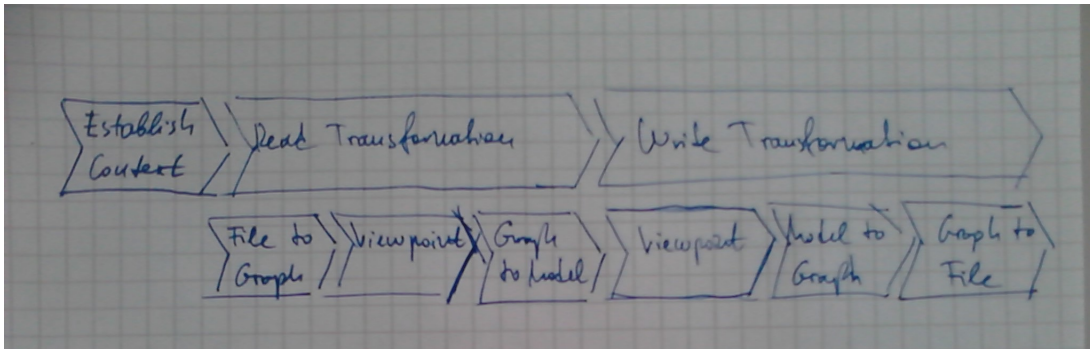 Establish
Context
Read Transformation
Write Transformation
File to
Graph
Viewpoint
Graph
to Model
Viewpoint
Model to
Graph
Graph to
File